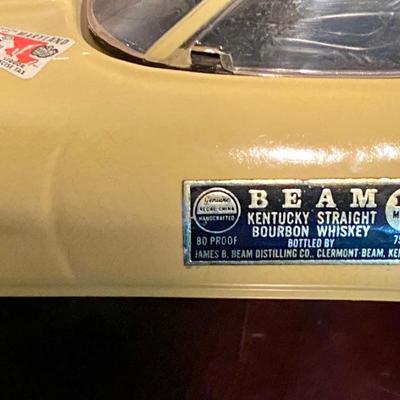 MARYLAND
Genuine
REGAL CHINA
HANDCRAFTED
BEAM
KENTUCKY STRAIGHT
BOURBON WHISKEY
80 PROOF
BOTTLED BY
JAMES B. BEAM DISTILLING CO., CLERMONT-BEAM,